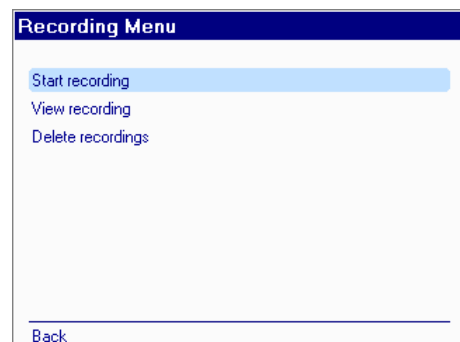 Recording Menu
Start recording
View recording
Delete recordings
Back